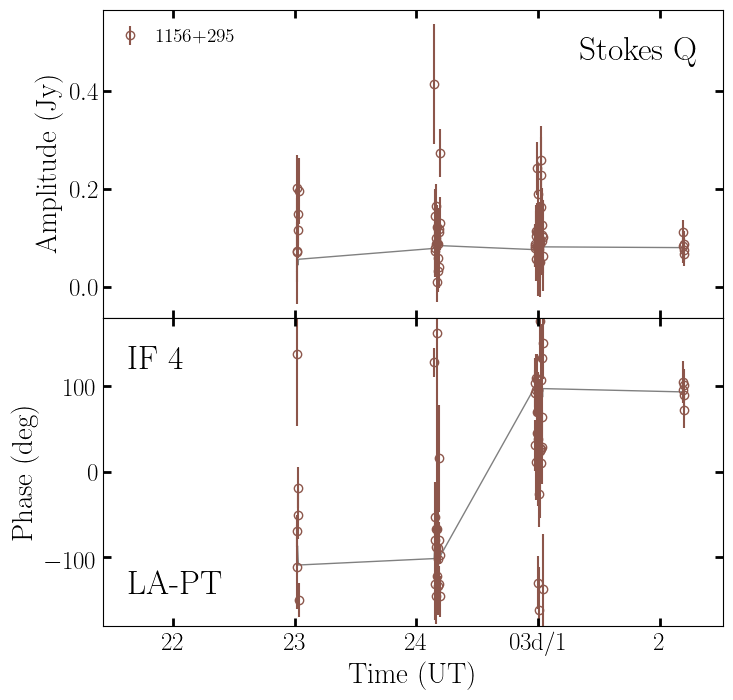 1156+295
Stokes Q
Amplitude (Jy)
0.4
0.2
0.0
IF 4
Phase (deg)
100
0
−100
LA-PT
22 23 24 03d/1 2
Time (UT)